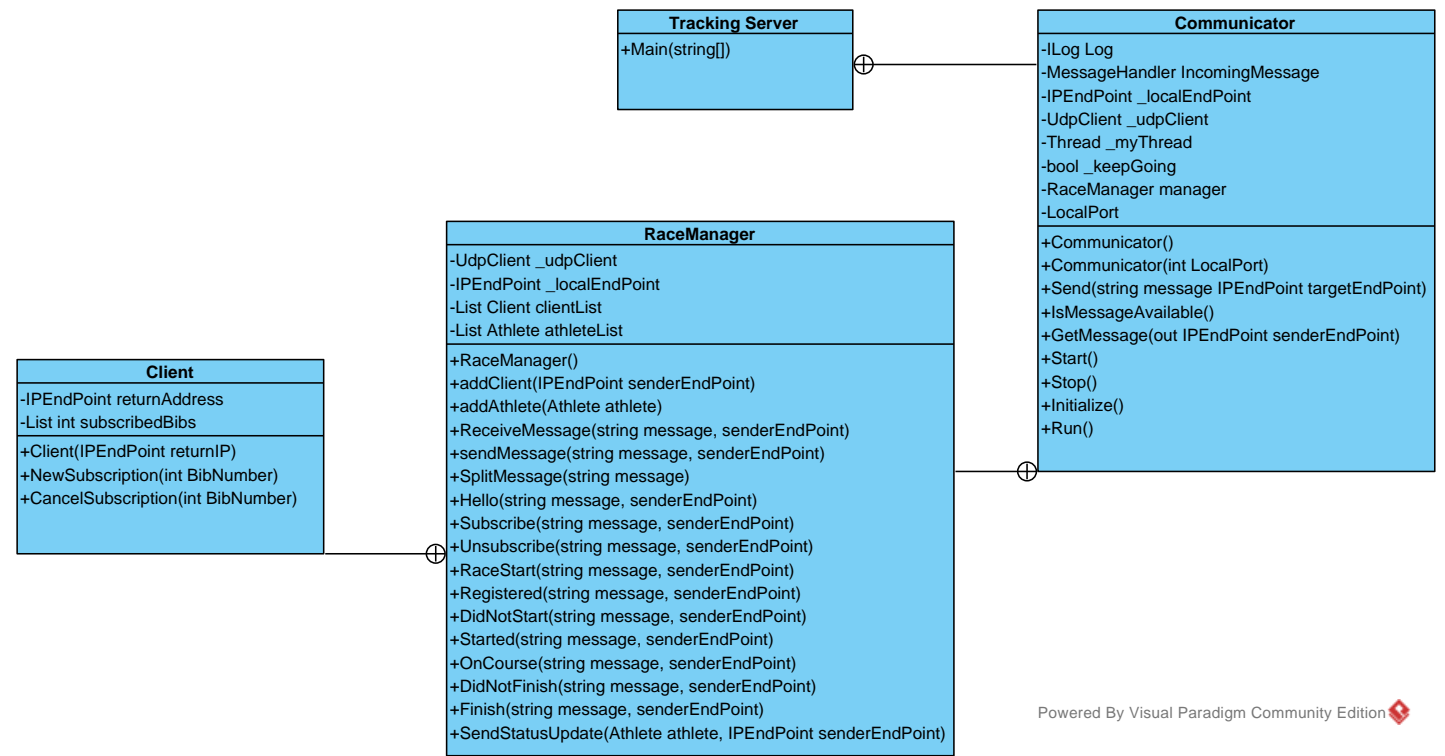 Tracking Server
+Main(string[])
Communicator
-ILog Log
-MessageHandler IncomingMessage
-IPEndPoint _localEndPoint
-UdpClient _udpClient
-Thread _myThread
-bool _keepGoing
-RaceManager manager
-LocalPort
+Communicator()
+Communicator(int LocalPort)
+Send(string message IPEndPoint targetEndPoint)
+IsMessageAvailable()
+GetMessage(out IPEndPoint senderEndPoint)
+Start()
+Stop()
+Initialize()
+Run()
RaceManager
-UdpClient _udpClient
-IPEndPoint _localEndPoint
-List Client clientList
-List Athlete athleteList
+RaceManager()
+addClient(IPEndPoint senderEndPoint)
+addAthlete(Athlete athlete)
+ReceiveMessage(string message, senderEndPoint)
+sendMessage(string message, senderEndPoint)
+SplitMessage(string message)
+Hello(string message, senderEndPoint)
+Subscribe(string message, senderEndPoint)
+Unsubscribe(string message, senderEndPoint)
+RaceStart(string message, senderEndPoint)
+Registered(string message, senderEndPoint)
+DidNotStart(string message, senderEndPoint)
+Started(string message, senderEndPoint)
+OnCourse(string message, senderEndPoint)
+DidNotFinish(string message, senderEndPoint)
+Finish(string message, senderEndPoint)
+SendStatusUpdate(Athlete athlete, IPEndPoint senderEndPoint)
Client
-IPEndPoint returnAddress
-List int subscribedBibs
+Client(IPEndPoint returnIP)
+NewSubscription(int BibNumber)
+CancelSubscription(int BibNumber)
Powered By Visual Paradigm Community Edition